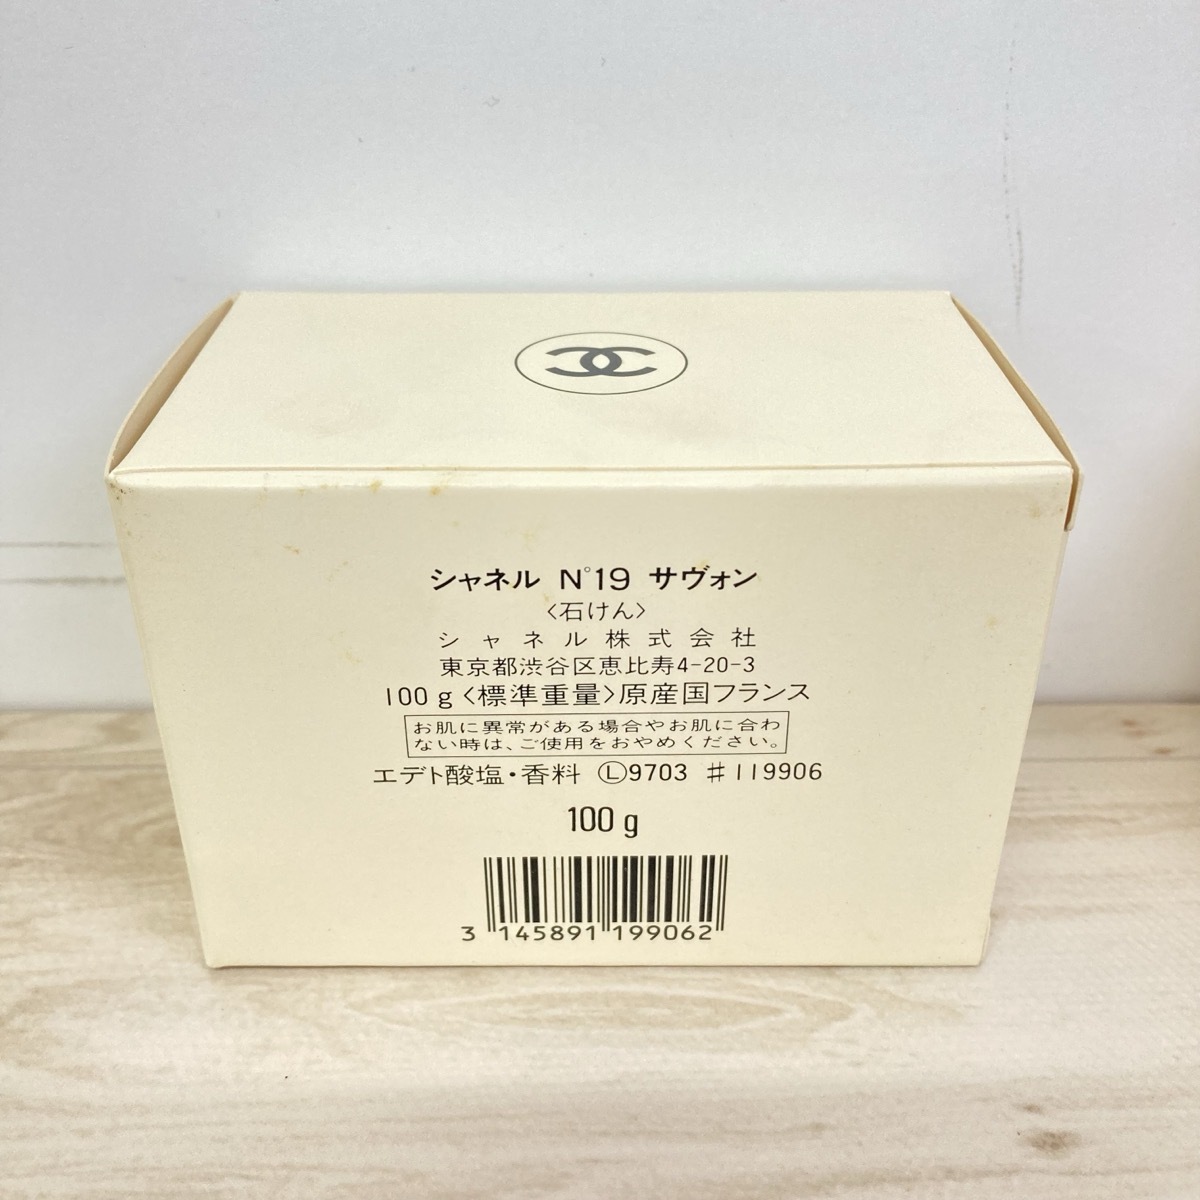 シャネル N°19 サヴォン
〈石けん〉
シャネル株式会社
東京都渋谷区恵比寿4-20-3
100g〈標準重量〉原産国フランス
お肌に異常がある場合やお肌に合わ
ない時は、ご使用をおやめください。
エデト酸塩・香料 Ⓛ9703 #119906
100g
3 145891 199062